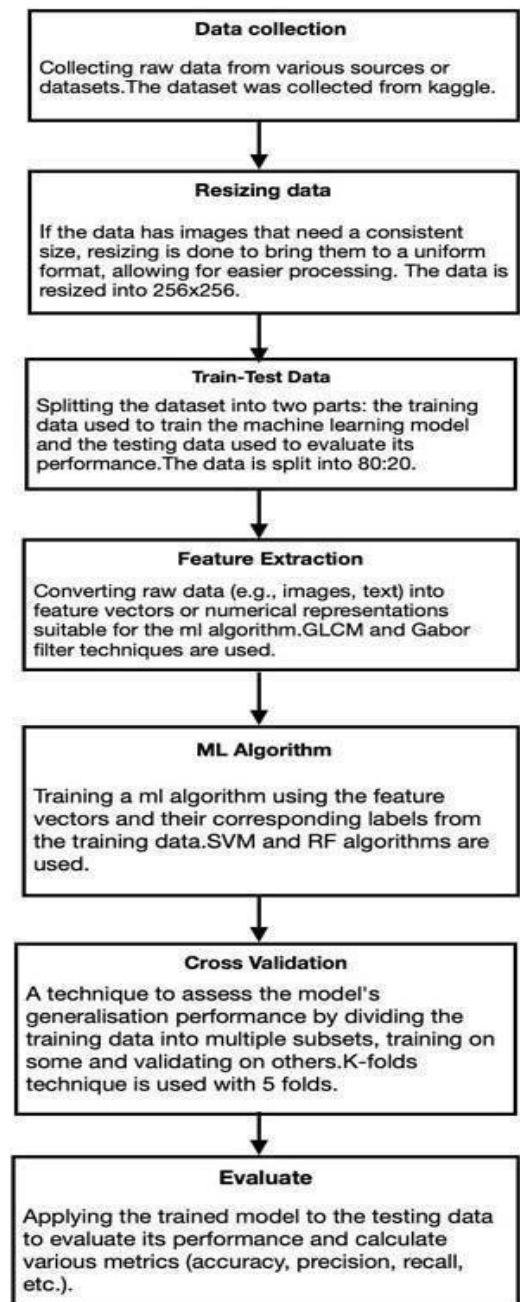 Data collection
Collecting raw data from various sources or
datasets.The dataset was collected from kaggle.
Resizing data
If the data has images that need a consistent
size, resizing is done to bring them to a uniform
format, allowing for easier processing. The data is
resized into 256x256.
Train-Test Data
Splitting the dataset into two parts: the training
data used to train the machine learning model
and the testing data used to evaluate its
performance.The data is split into 80:20.
Feature Extraction
Converting raw data (e.g., images, text) into
feature vectors or numerical representations
suitable for the ml algorithm.GLCM and Gabor
filter techniques are used.
ML Algorithm
Training a ml algorithm using the feature
vectors and their corresponding labels from
the training data.SVM and RF algorithms are
used.
Cross Validation
A technique to assess the model's
generalisation performance by dividing the
training data into multiple subsets, training on
some and validating on others.K-folds
technique is used with 5 folds.
Evaluate
Applying the trained model to the testing data
to evaluate its performance and calculate
various metrics (accuracy, precision, recall,
etc.).